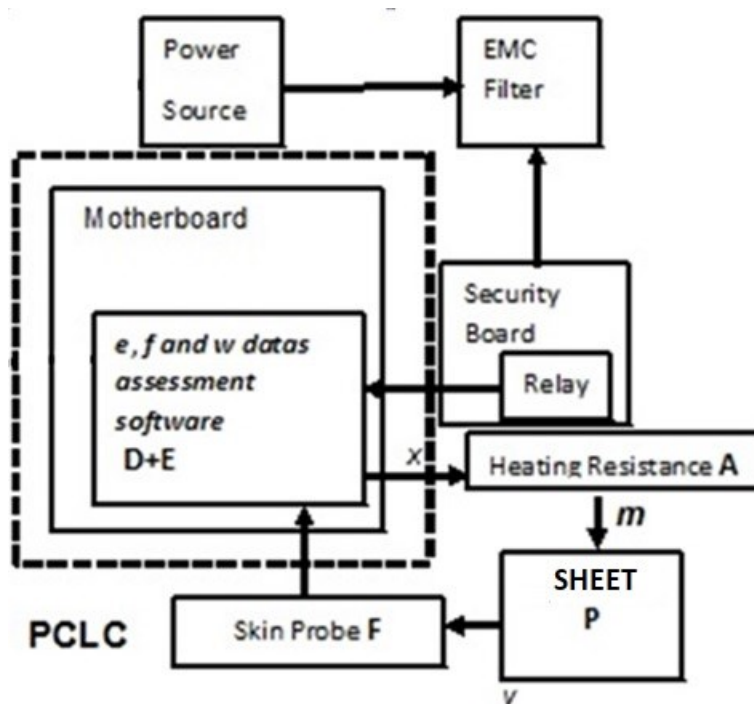 Power
Source
EMC
Filter
Motherboard
Security
Board
Relay
e, f and w datas
assessment
software
D+E
x
Heating Resistance A
m
SHEET
P
Skin Probe F
PCLC
y